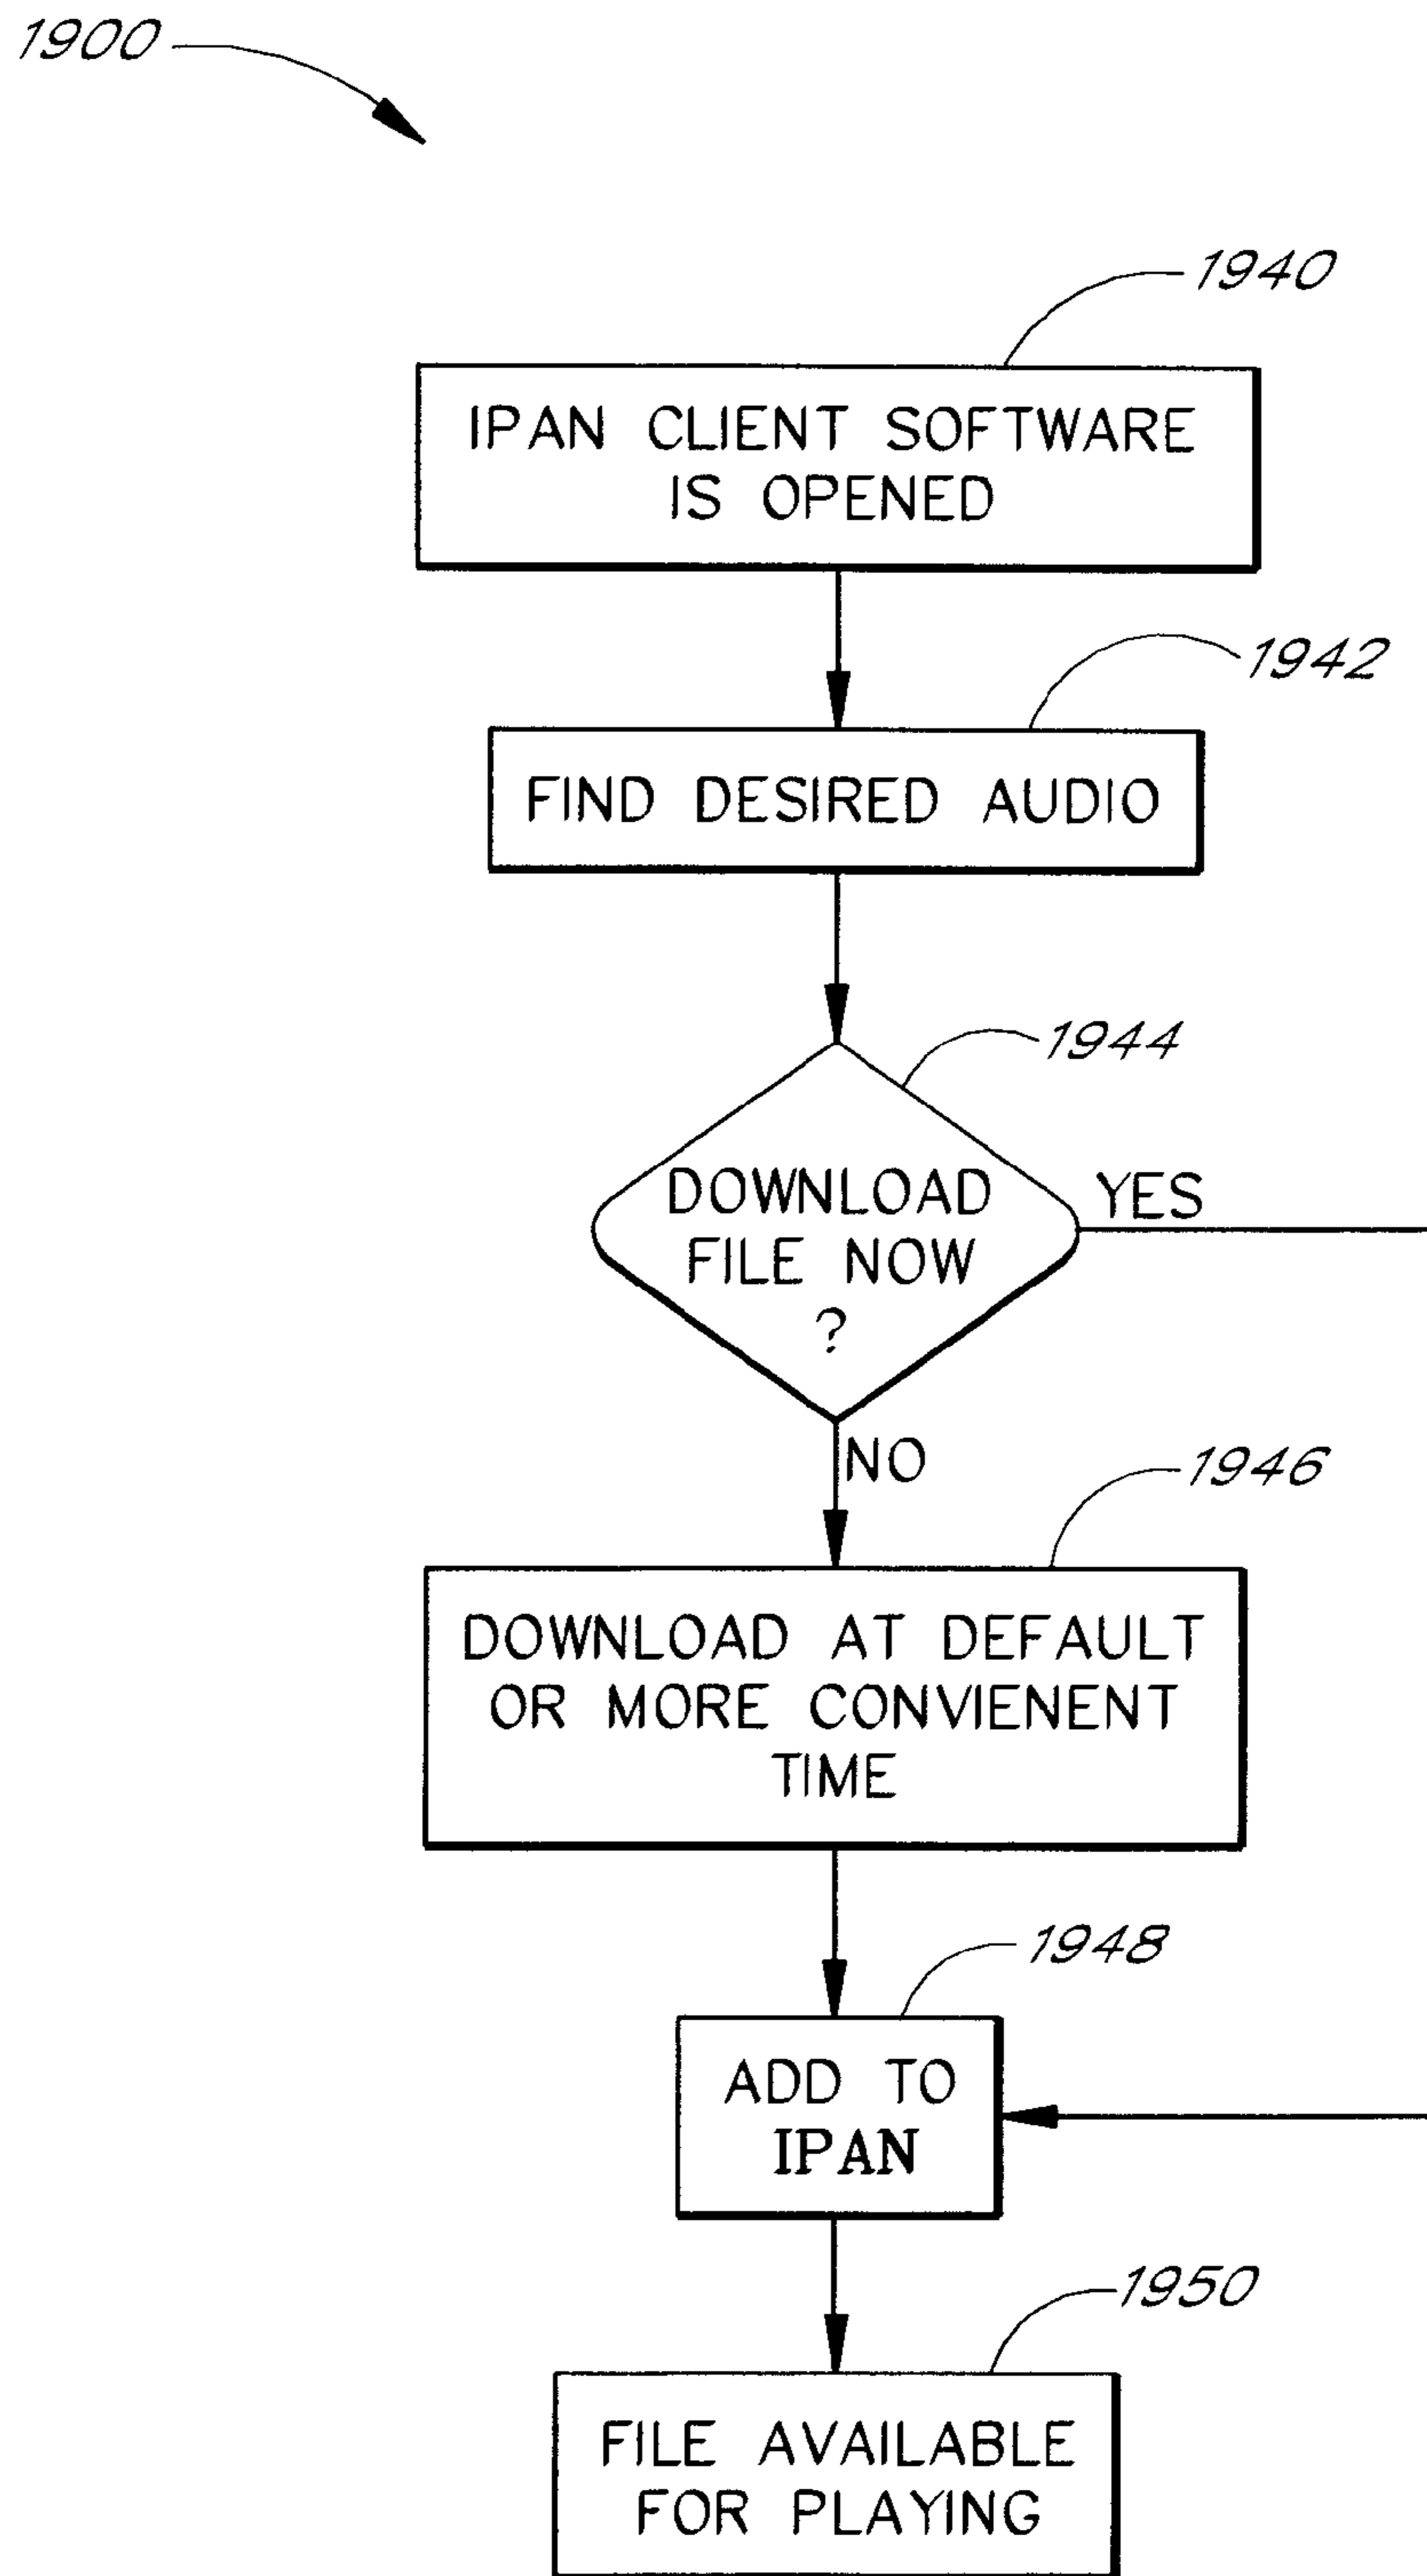 1900
1940
IPAN CLIENT SOFTWARE
IS OPENED
1942
FIND DESIRED AUDIO
1944
DOWNLOAD
FILE NOW
?
YES
NO
1946
DOWNLOAD AT DEFAULT
OR MORE CONVIENENT
TIME
1948
ADD TO
IPAN
1950
FILE AVAILABLE
FOR PLAYING